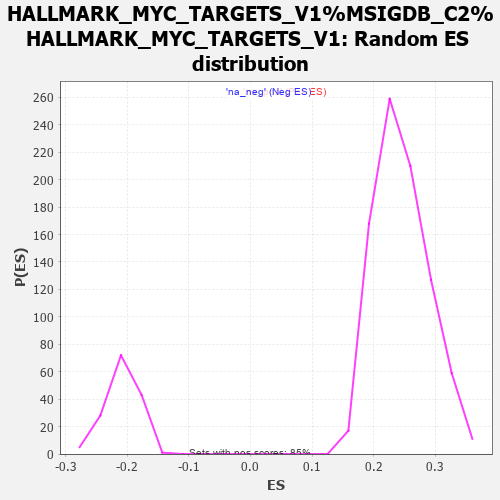 HALLMARK_MYC_TARGETS_V1%MSIGDB_C2%
HALLMARK_MYC_TARGETS_V1: Random ES
distribution
'na_neg' (Neg ES) ES)
260
240
220
200
180
160
140
120
100
80
60
40
20
0
P(ES)
Sets with pos scores: 85%
-0.3 -0.2 -0.1 0.0 0.1 0.2 0.3
ES